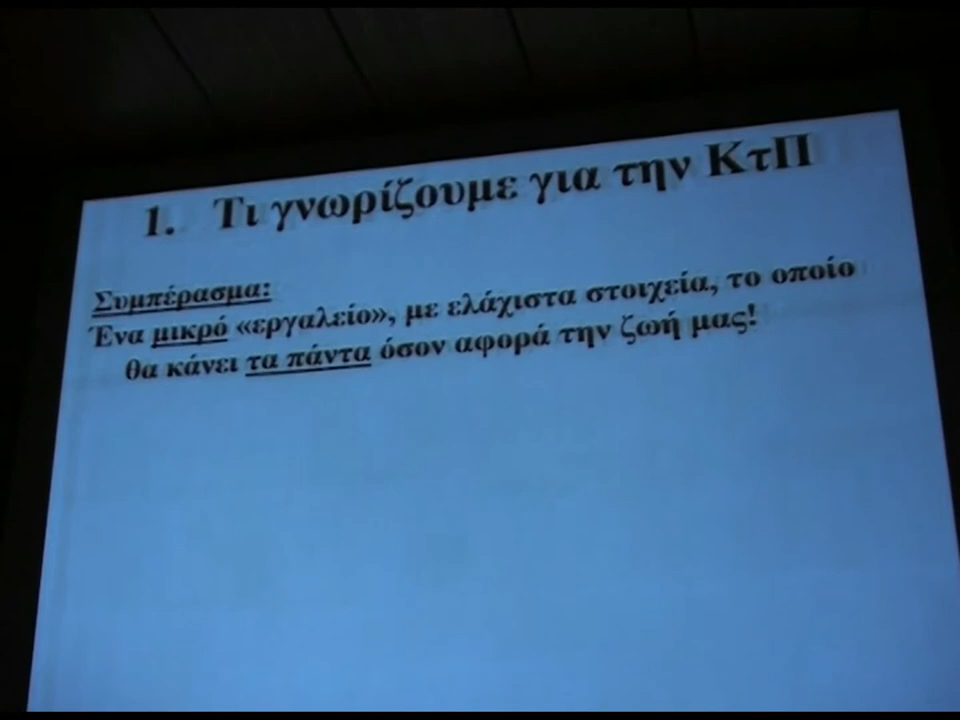 1. Τι γνωρίζουμε για την ΚτΠ
Συμπέρασμα:
Ένα μικρό «εργαλείο», με ελάχιστα στοιχεία, το οποίο
θα κάνει τα πάντα όσον αφορά την ζωή μας!